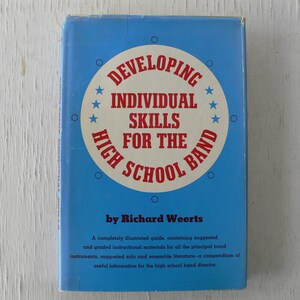 DEVELOPING
INDIVIDUAL
SKILLS
FOR THE
HIGH SCHOOL BAND
by Richard Weerts
A completely illustrated guide, containing suggested
and graded instructional materials for all the principal band
instruments, suggested solo and ensemble literature—a compendium of
useful information for the high school band director.